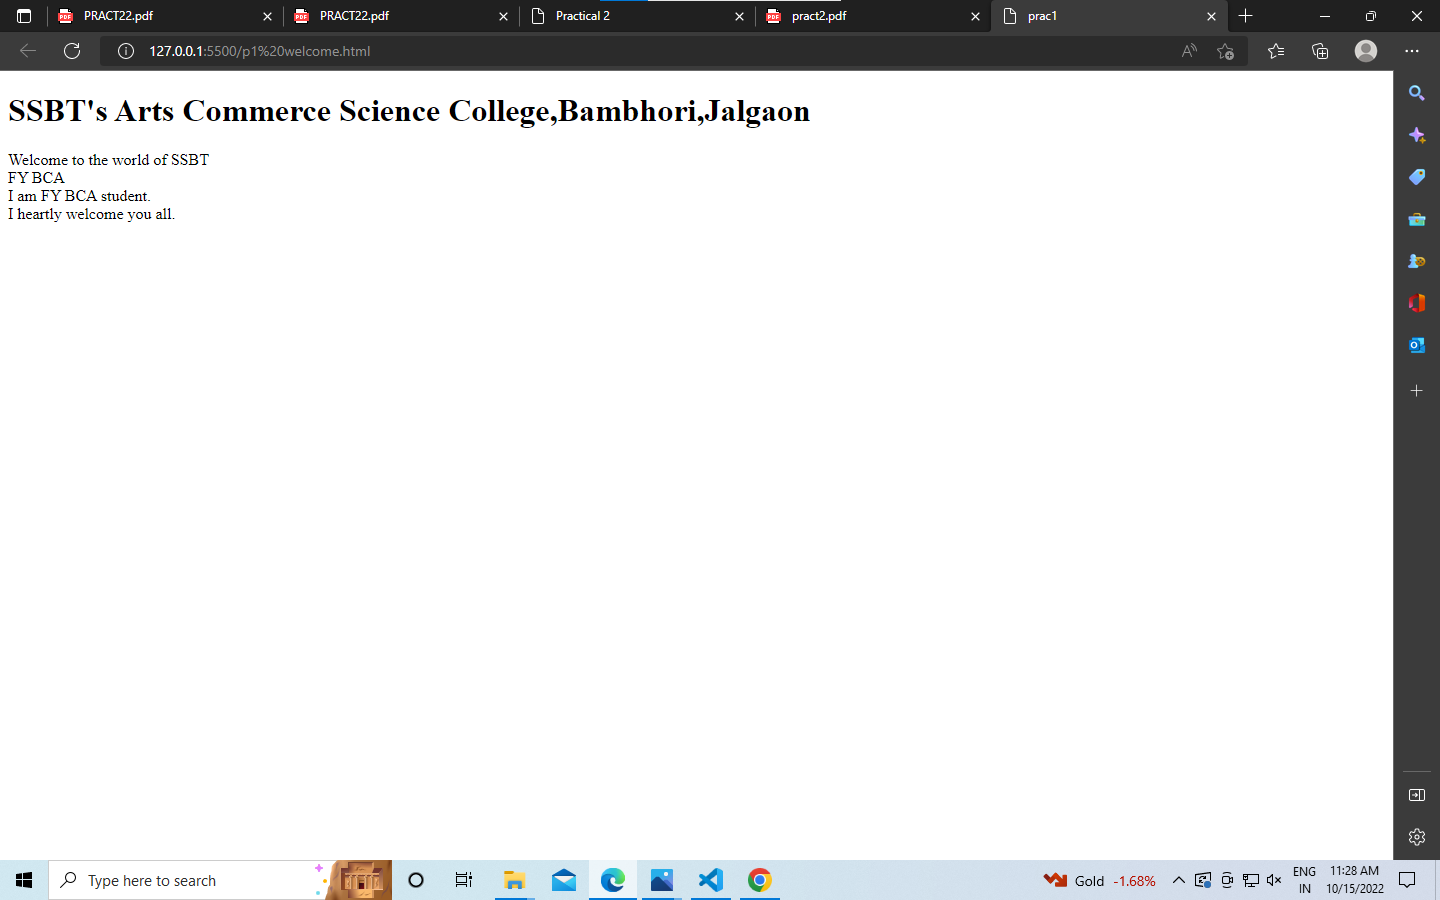 PRACT22.pdf
PRACT22.pdf
Practical 2
pract2.pdf
prac1
127.0.0.1:5500/p1%20welcome.html
SSBT's Arts Commerce Science College,Bambhori,Jalgaon
Welcome to the world of SSBT
FY BCA
I am FY BCA student.
I heartly welcome you all.
Type here to search
Gold -1.68%
ENG
IN
11:28 AM
10/15/2022